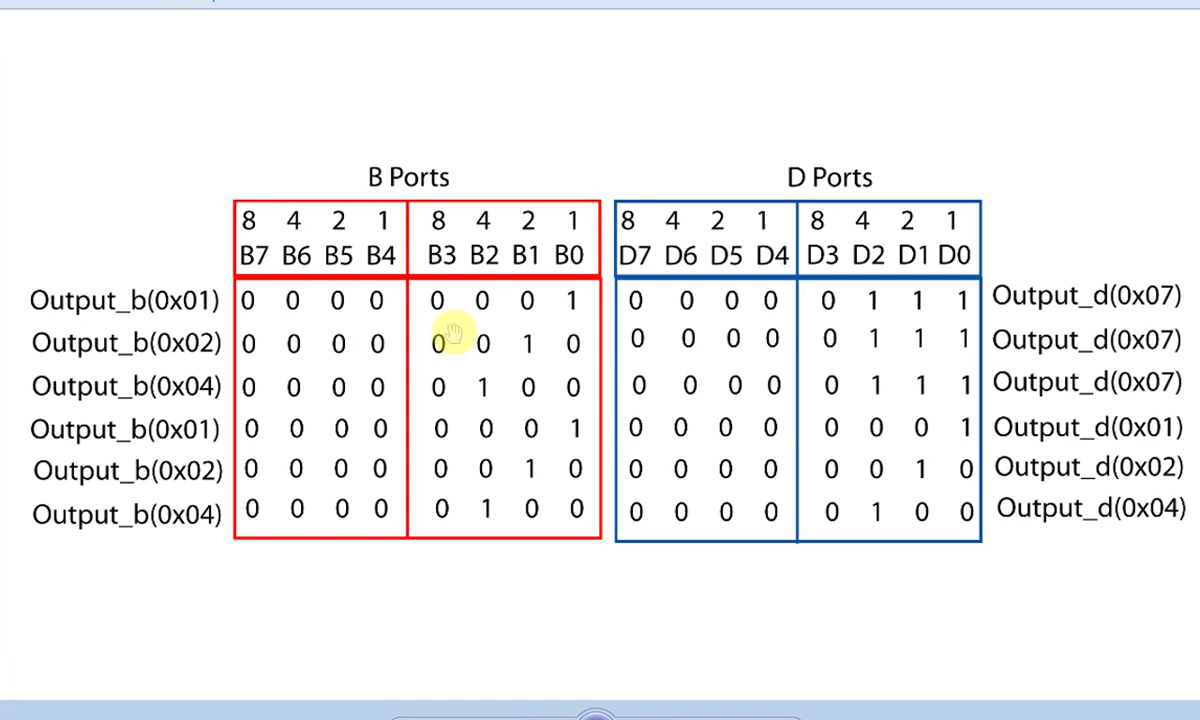 B Ports D Ports
8 4 2 1 8 4 2 1 8 4 2 1 8 4 2 1
B7 B6 B5 B4 B3 B2 B1 B0 D7 D6 D5 D4 D3 D2 D1 D0
Output_b(0x01) 0 0 0 0 0 0 0 1 0 0 0 0 0 1 1 1 Output_d(0x07)
Output_b(0x02) 0 0 0 0 0 0 1 0 0 0 0 0 0 1 1 1 Output_d(0x07)
Output_b(0x04) 0 0 0 0 0 1 0 0 0 0 0 0 0 1 1 1 Output_d(0x07)
Output_b(0x01) 0 0 0 0 0 0 0 1 0 0 0 0 0 0 0 1 Output_d(0x01)
Output_b(0x02) 0 0 0 0 0 0 1 0 0 0 0 0 0 0 1 0 Output_d(0x02)
Output_b(0x04) 0 0 0 0 0 1 0 0 0 0 0 0 0 1 0 0 Output_d(0x04)